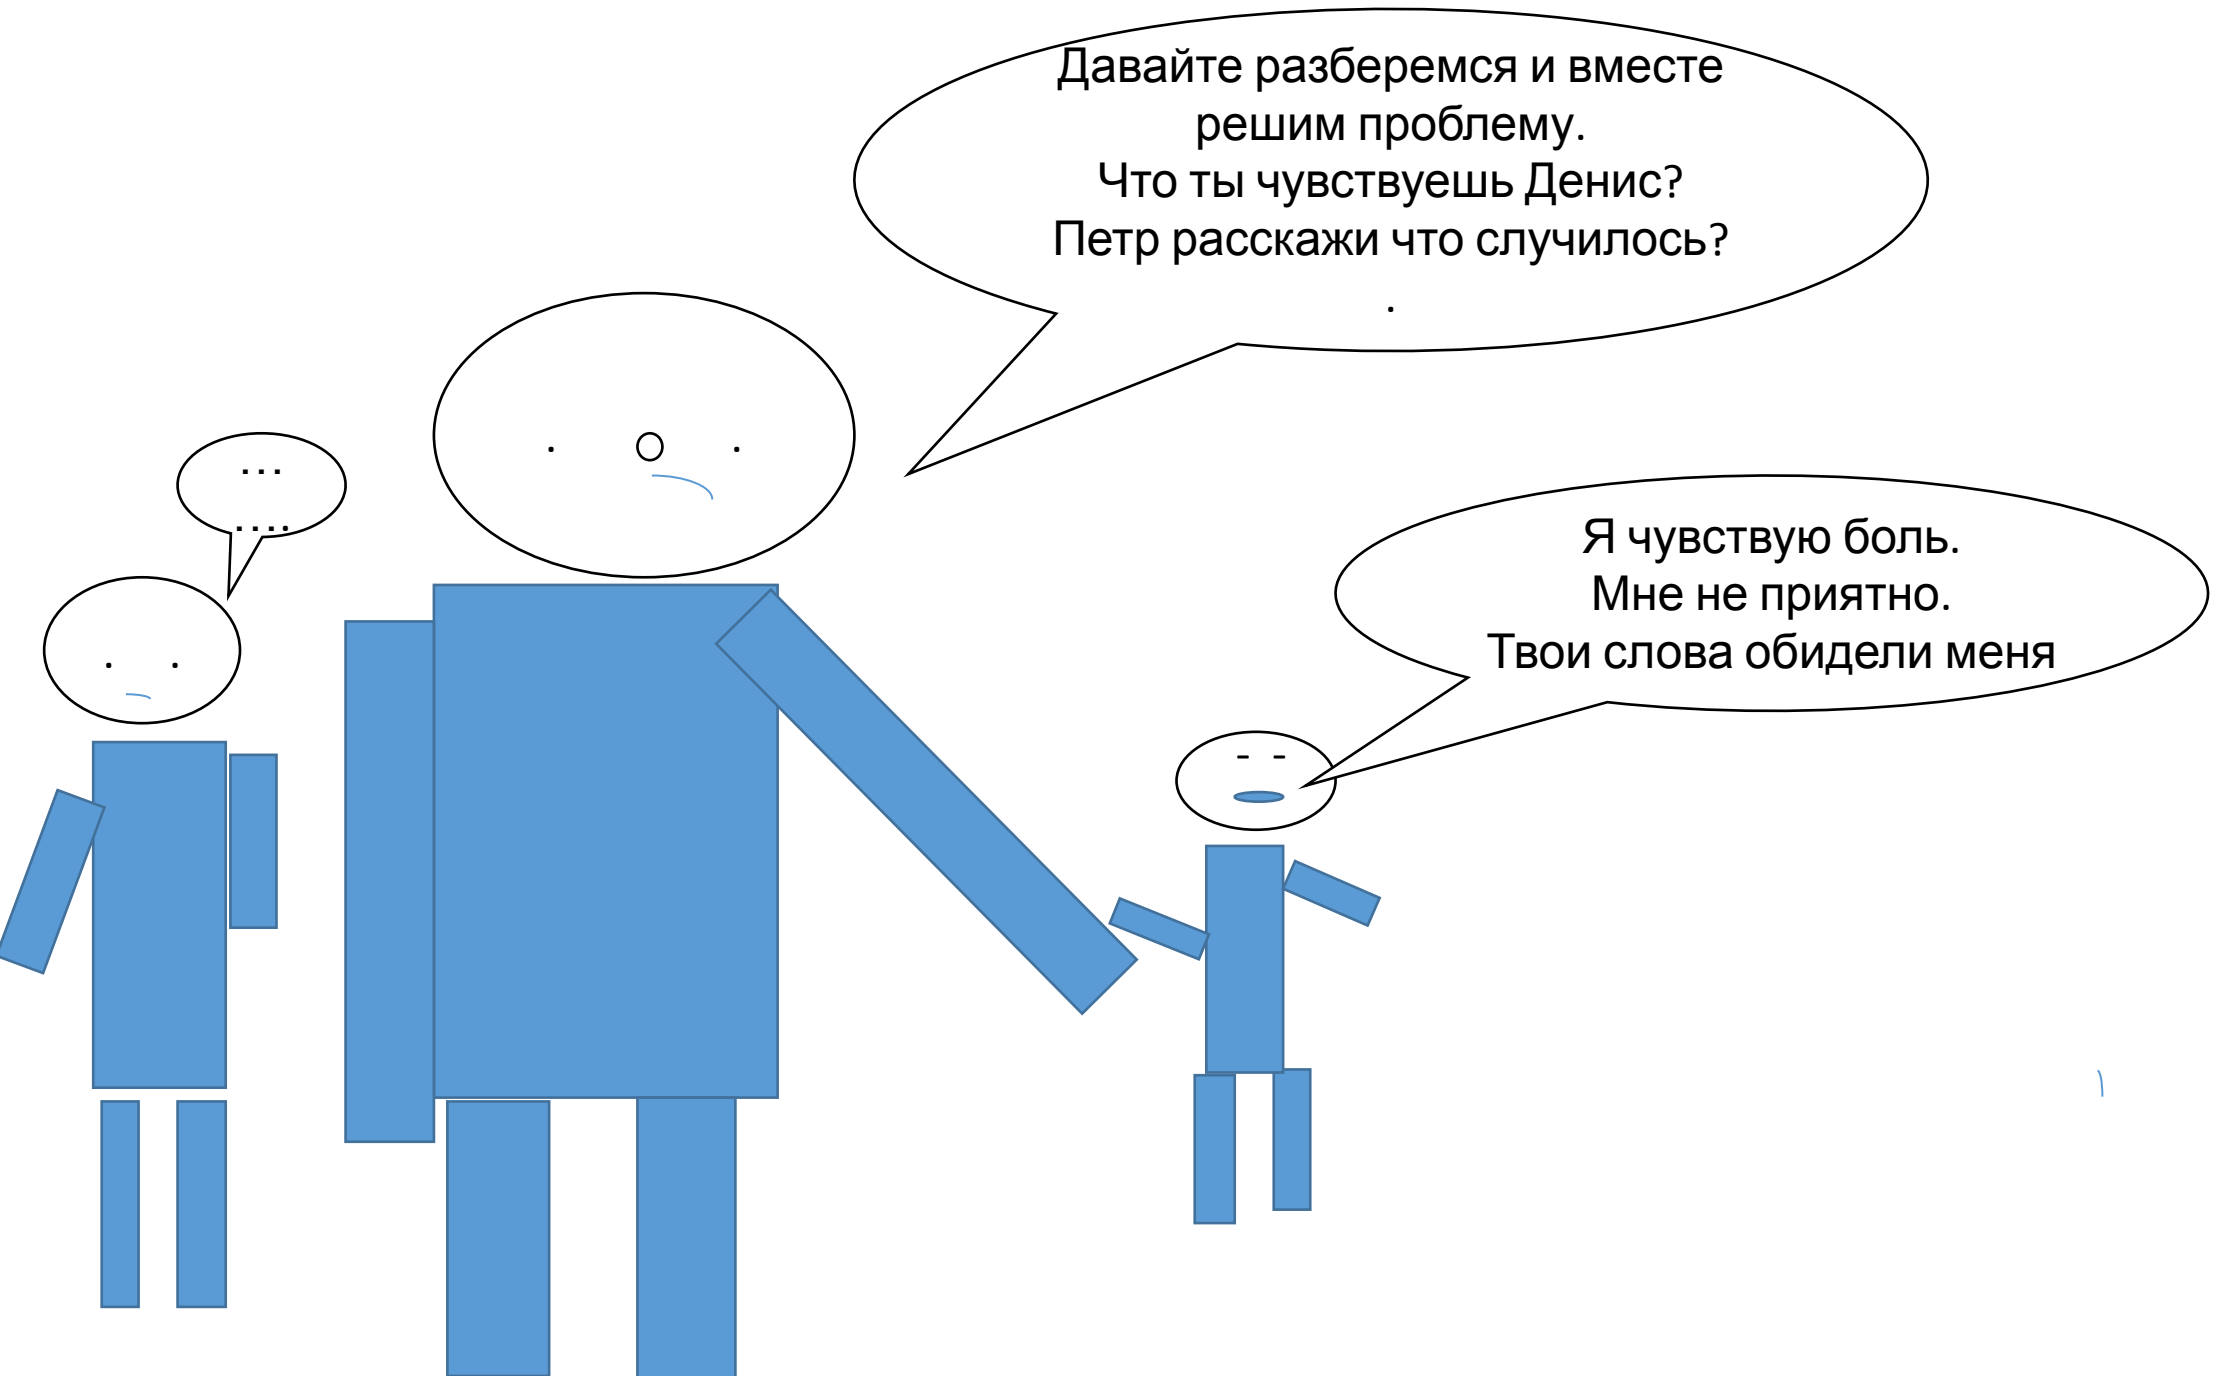 Давайте разберемся и вместе
решим проблему.
Что ты чувствуешь Денис?
Петр расскажи что случилось?
.
...
....
Я чувствую боль.
Мне не приятно.
Твои слова обидели меня